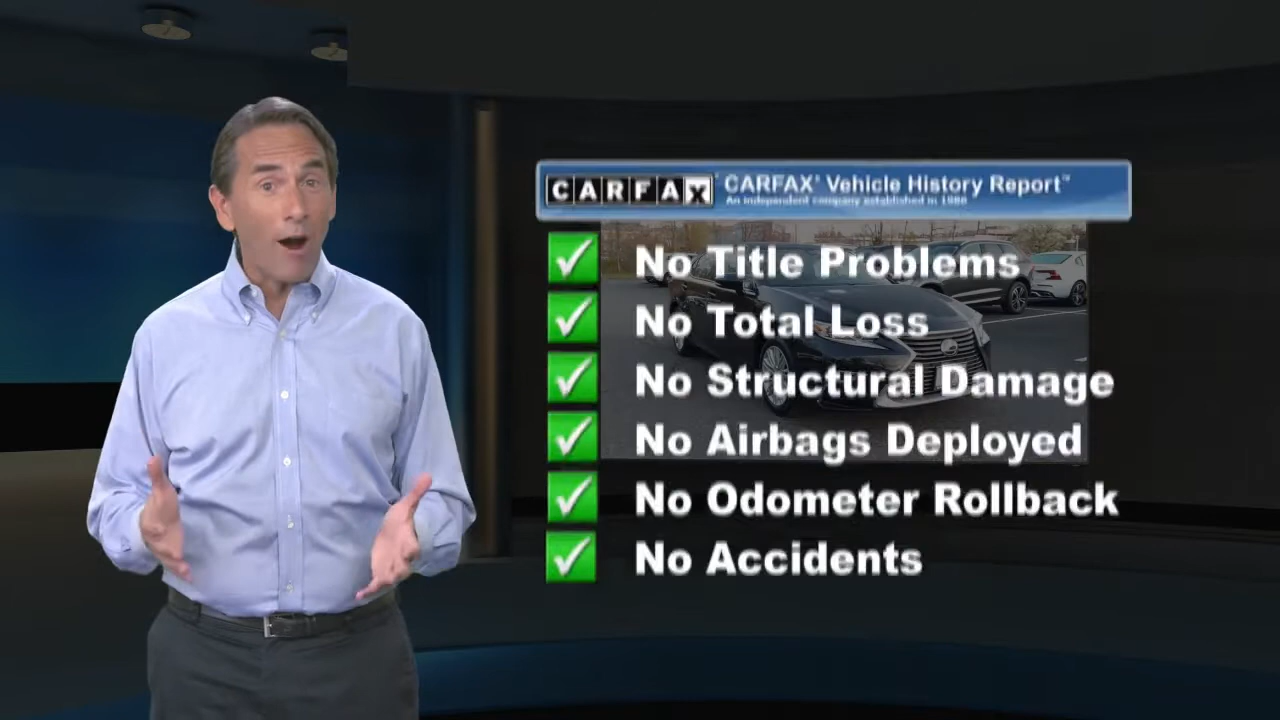 CARFAX
CARFAX® Vehicle History Report™
An independent company established in 1986
No Title Problems
No Total Loss
No Structural Damage
No Airbags Deployed
No Odometer Rollback
No Accidents